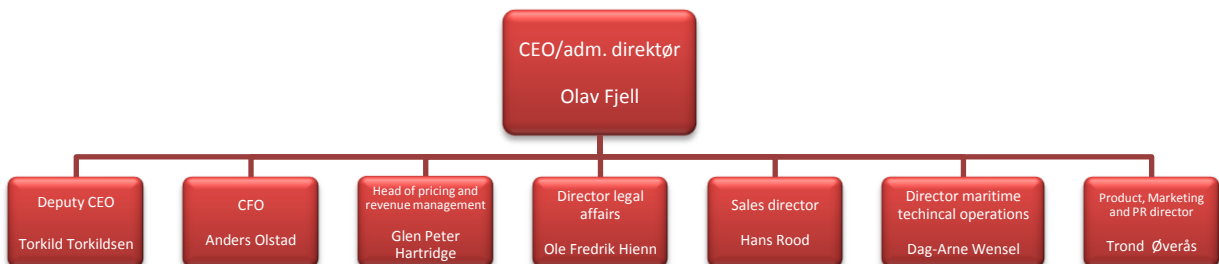 CEO/adm. direktør
Olav Fjell
Deputy CEO
Torkild Torkildsen
CFO
Anders Olstad
Head of pricing and
revenue management
Glen Peter
Hartridge
Director legal
affairs
Ole Fredrik Hienn
Sales director
Hans Rood
Director maritime
techincal operations
Dag-Arne Wensel
Product, Marketing
and PR director
Trond Øverås